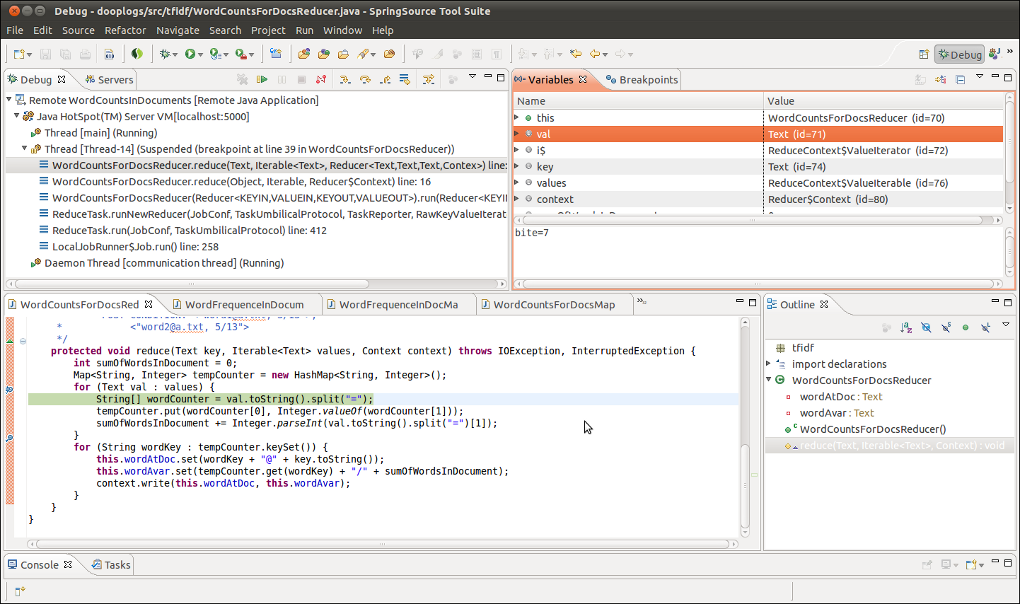 Debug - dooplogs/src/tfidf/WordCountsForDocsReducer.java - SpringSource Tool Suite
File Edit Source Refactor Navigate Search Project Run Window Help
Debug
Debug Servers
Remote WordCountsInDocuments [Remote Java Application]
Java HotSpot(TM) Server VM[localhost:5000]
Thread [main] (Running)
Thread [Thread-14] (Suspended (breakpoint at line 39 in WordCountsForDocsReducer))
WordCountsForDocsReducer.reduce(Text, Iterable<Text>, Reducer<Text,Text,Text,Contex>) line:
WordCountsForDocsReducer.reduce(Object, Iterable, Reducer$Context) line: 16
WordCountsForDocsReducer(Reducer<KEYIN,VALUEIN,KEYOUT,VALUEOUT>).run(Reducer<KEYII
ReduceTask.runNewReducer(JobConf, TaskUmbilicalProtocol, TaskReporter, RawKeyValueIterat
ReduceTask.run(JobConf, TaskUmbilicalProtocol) line: 412
LocalJobRunner$Job.run() line: 258
Daemon Thread [communication thread] (Running)
Variables Breakpoints
Name Value
this WordCountsForDocsReducer (id=70)
val Text (id=71)
i$ ReduceContext$ValueIterator (id=72)
key Text (id=74)
values ReduceContext$ValueIterable (id=76)
context Reducer$Context (id=80)
bite=7
WordCountsForDocsRed WordFrequenceInDocum WordFrequenceInDocMa WordCountsForDocsMap
* <"word2@a.txt, 5/13">
*/
protected void reduce(Text key, Iterable<Text> values, Context context) throws IOException, InterruptedException {
int sumOfWordsInDocument = 0;
Map<String, Integer> tempCounter = new HashMap<String, Integer>();
for (Text val : values) {
String[] wordCounter = val.toString().split("=");
tempCounter.put(wordCounter[0], Integer.valueOf(wordCounter[1]));
sumOfWordsInDocument += Integer.parseInt(val.toString().split("=")[1]);
}
for (String wordKey : tempCounter.keySet()) {
this.wordAtDoc.set(wordKey + "@" + key.toString());
this.wordAvar.set(tempCounter.get(wordKey) + "/" + sumOfWordsInDocument);
context.write(this.wordAtDoc, this.wordAvar);
}
}
}
Outline
tfidf
import declarations
WordCountsForDocsReducer
wordAtDoc : Text
wordAvar : Text
WordCountsForDocsReducer()
reduce(Text, Iterable<Text>, Context) : void
Console Tasks